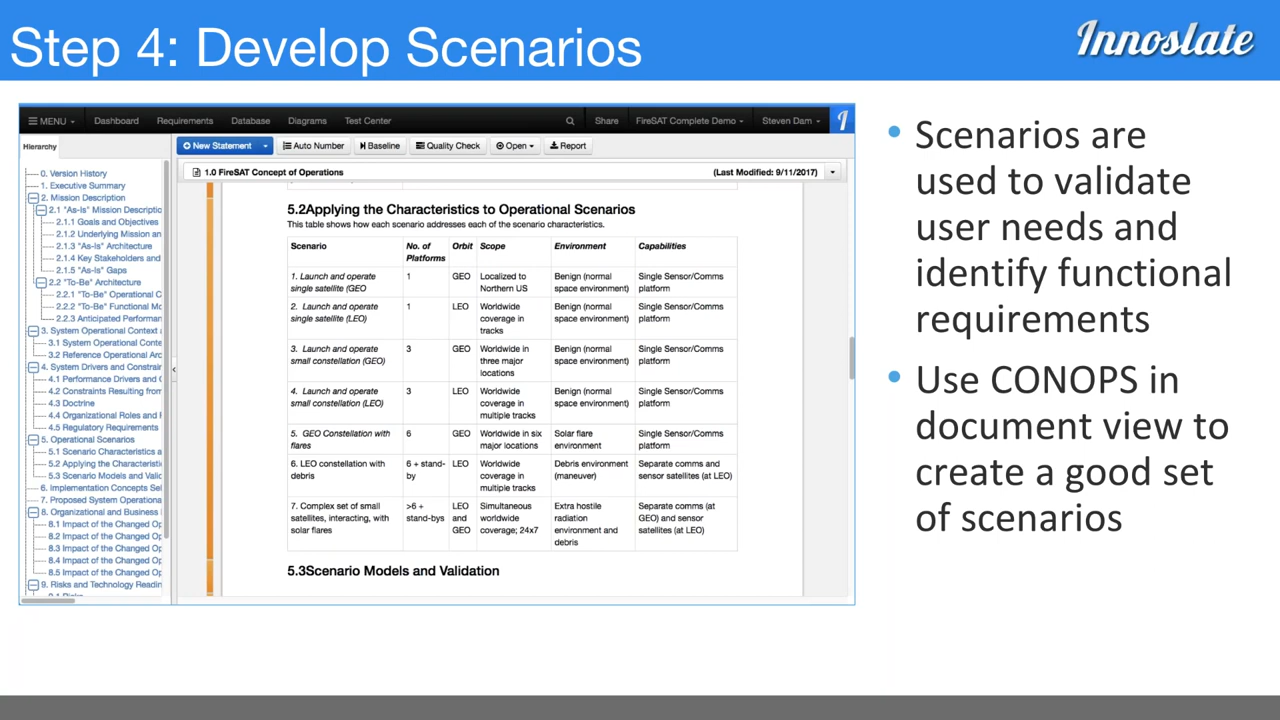 Step 4: Develop Scenarios
Innoslate
MENU
Dashboard
Requirements
Database
Diagrams
Test Center
Share
FireSAT Complete Demo
Steven Dam
Hierarchy
New Statement
Auto Number
Baseline
Quality Check
Open
Report
1.0 FireSAT Concept of Operations
(Last Modified: 9/11/2017)
0. Version History
1. Executive Summary
2. Mission Description
2.1 "As-Is" Mission Descriptio
2.1.1 Goals and Objectives
2.1.2 Underlying Mission an
2.1.3 "As-Is" Architecture
2.1.4 Key Stakeholders and
2.1.5 "As-Is" Gaps
2.2 "To-Be" Architecture
2.2.1 "To-Be" Operational C
2.2.2 "To-Be" Functional Mo
2.2.3 Anticipated Performan
3. System Operational Context
3.1 System Operational Conte
3.2 Reference Operational Arc
4. System Drivers and Constrain
4.1 Performance Drivers and C
4.2 Constraints Resulting from
4.3 Doctrine
4.4 Organizational Roles and F
4.5 Regulatory Requirements
5. Operational Scenarios
5.1 Scenario Characteristics a
5.2 Applying the Characteristi
5.3 Scenario Models and Valid
6. Implementation Concepts Sel
7. Proposed System Operationa
8. Organizational and Business
8.1 Impact of the Changed Op
8.2 Impact of the Changed Op
8.3 Impact of the Changed Op
8.4 Impact of the Changed Op
8.5 Impact of the Changed Op
9. Risks and Technology Readin
5.2Applying the Characteristics to Operational Scenarios
This table shows how each scenario addresses each of the scenario characteristics.
Scenario
No. of
Platforms
Orbit
Scope
Environment
Capabilities
1. Launch and operate
single satellite (GEO
1
GEO
Localized to
Northern US
Benign (normal
space environment)
Single Sensor/Comms
platform
2. Launch and operate
single satellite (LEO)
1
LEO
Worldwide
coverage in
tracks
Benign (normal
space environment)
Single Sensor/Comms
platform
3. Launch and operate
small constellation (GEO)
3
GEO
Worldwide in
three major
locations
Benign (normal
space environment)
Single Sensor/Comms
platform
4. Launch and operate
small constellation (LEO)
3
LEO
Worldwide
coverage in
multiple tracks
Benign (normal
space environment)
Single Sensor/Comms
platform
5. GEO Constellation with
flares
6
GEO
Worldwide in six
major locations
Solar flare
environment
Single Sensor/Comms
platform
6. LEO constellation with
debris
6 + stand-
by
LEO
Worldwide
coverage in
multiple tracks
Debris environment
(maneuver)
Separate comms and
sensor satellites (at LEO)
7. Complex set of small
satellites, interacting, with
solar flares
>6 +
stand-bys
LEO
and
GEO
Simultaneous
worldwide
coverage; 24x7
Extra hostile
radiation
environment and
debris
Separate comms (at
GEO) and sensor
satellites (at LEO)
5.3Scenario Models and Validation
• Scenarios are
used to validate
user needs and
identify functional
requirements
• Use CONOPS in
document view to
create a good set
of scenarios